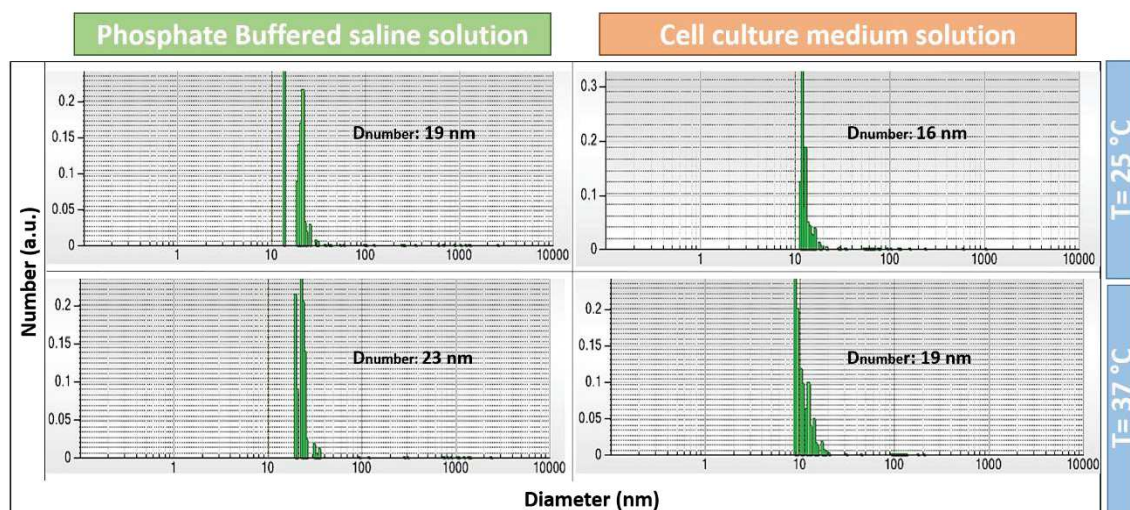 Phosphate Buffered saline solution
Cell culture medium solution
Number (a.u.)
0.2
0.15
0.1
0.05
0
1 10 100 1000 10000
Dnumber: 19 nm
0.3
0.2
0.1
0
1 10 100 1000 10000
Dnumber: 16 nm
T= 25 °C
0.2
0.15
0.1
0.05
0
1 10 100 1000 10000
Dnumber: 23 nm
0.2
0.15
0.1
0.05
0
1 10 100 1000 10000
Dnumber: 19 nm
T= 37 °C
Diameter (nm)